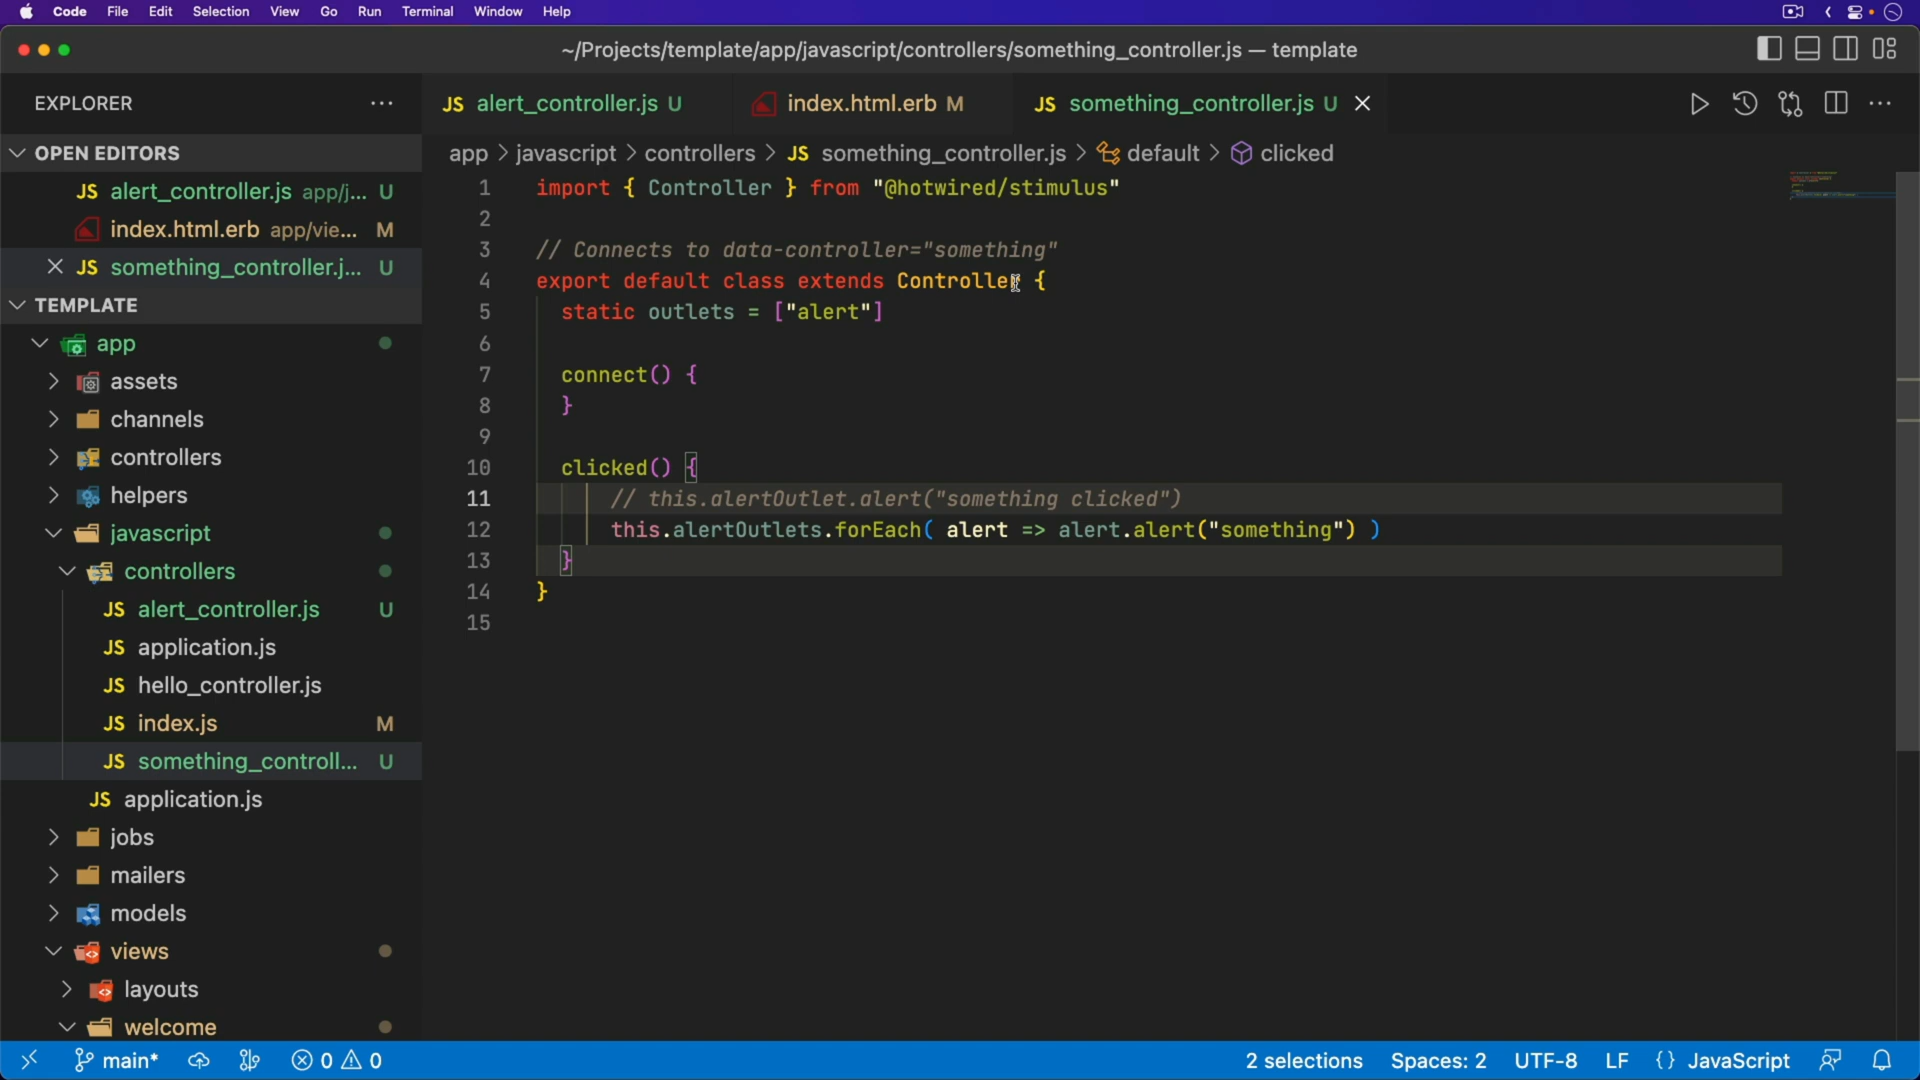 Code File Edit Selection View Go Run Terminal Window Help
~/Projects/template/app/javascript/controllers/something_controller.js — template
EXPLORER
JS alert_controller.js U
index.html.erb M
JS something_controller.js U
OPEN EDITORS
JS alert_controller.js app/j... U
index.html.erb app/vie... M
JS something_controller.j... U
TEMPLATE
app
assets
channels
controllers
helpers
javascript
controllers
JS alert_controller.js U
JS application.js
JS hello_controller.js
JS index.js M
JS something_controll... U
JS application.js
jobs
mailers
models
views
layouts
welcome
app > javascript > controllers > JS something_controller.js > default > clicked
1 import { Controller } from "@hotwired/stimulus"
2
3 // Connects to data-controller="something"
4 export default class extends Controller {
5 static outlets = ["alert"]
6
7 connect() {
8 }
9
10 clicked() {
11 // this.alertOutlet.alert("something clicked")
12 this.alertOutlets.forEach( alert => alert.alert("something") )
13 }
14 }
15
main* 0 0 2 selections Spaces: 2 UTF-8 LF {} JavaScript